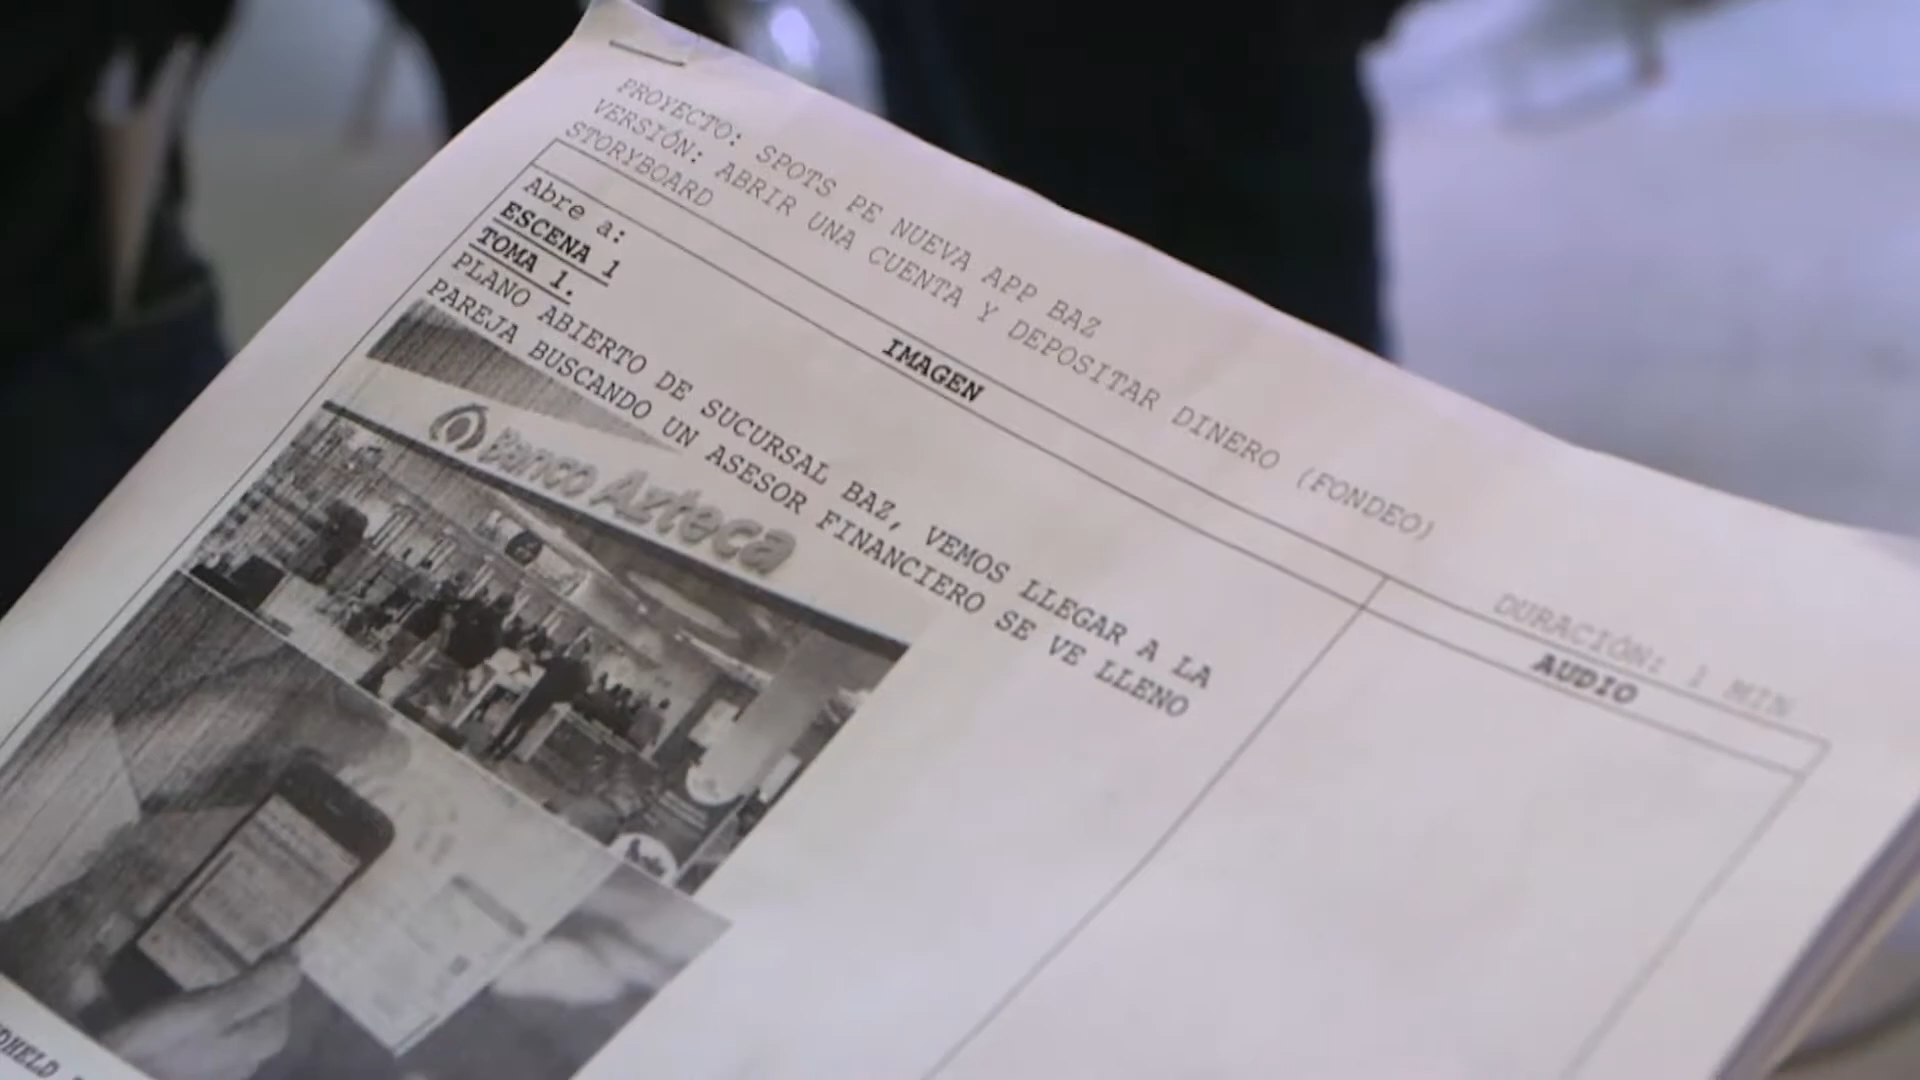 PROYECTO: SPOTS PE NUEVA APP BAZ
VERSIÓN: ABRIR UNA CUENTA Y DEPOSITAR DINERO (FONDEO)
STORYBOARD
DURACIÓN: 1 MIN
IMAGEN
AUDIO
Abre a:
ESCENA 1
TOMA 1.
PLANO ABIERTO DE SUCURSAL BAZ, VEMOS LLEGAR A LA
PAREJA BUSCANDO UN ASESOR FINANCIERO SE VE LLENO
Banco Azteca